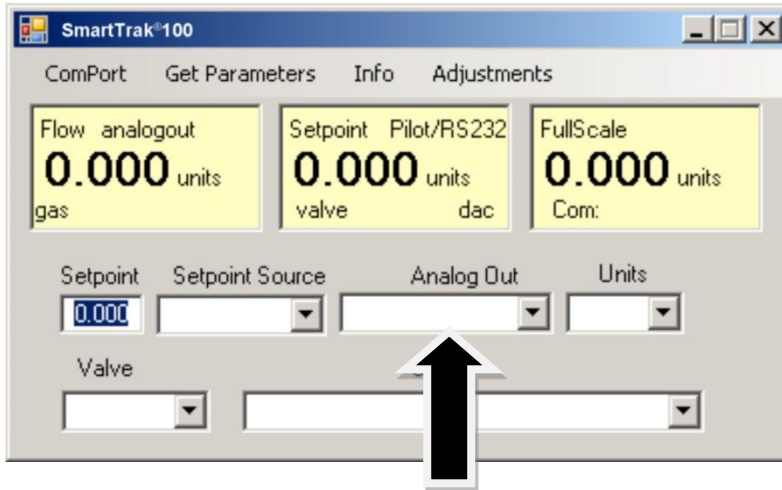 SmartTrak®100
ComPort Get Parameters Info Adjustments
Flow analogout
0.000 units
gas
Setpoint Pilot/RS232
0.000 units
valve dac
FullScale
0.000 units
Com:
Setpoint Setpoint Source Analog Out Units
0.000
Valve